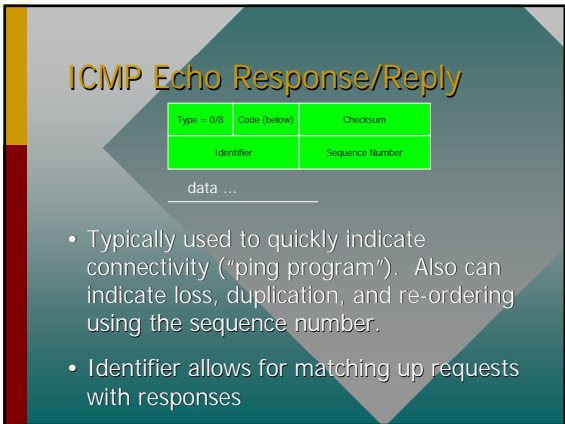 ICMP Echo Response/Reply
Type = 0/8 Code (below) Checksum
Identifier Sequence Number
data ...
• Typically used to quickly indicate
connectivity (“ping program”). Also can
indicate loss, duplication, and re-ordering
using the sequence number.
• Identifier allows for matching up requests
with responses